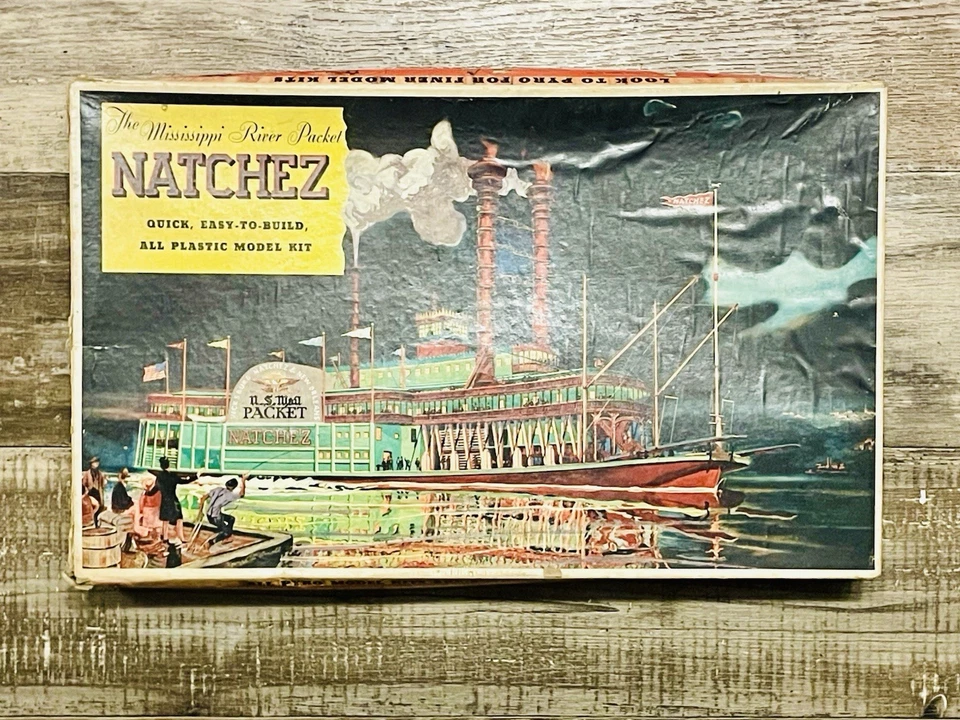 LOOK TO PYRO FOR FINER MODEL KITS
The Mississippi River Packet
NATCHEZ
QUICK, EASY-TO-BUILD,
ALL PLASTIC MODEL KIT
NATCHEZ
U.S. Mail
PACKET
NATCHEZ